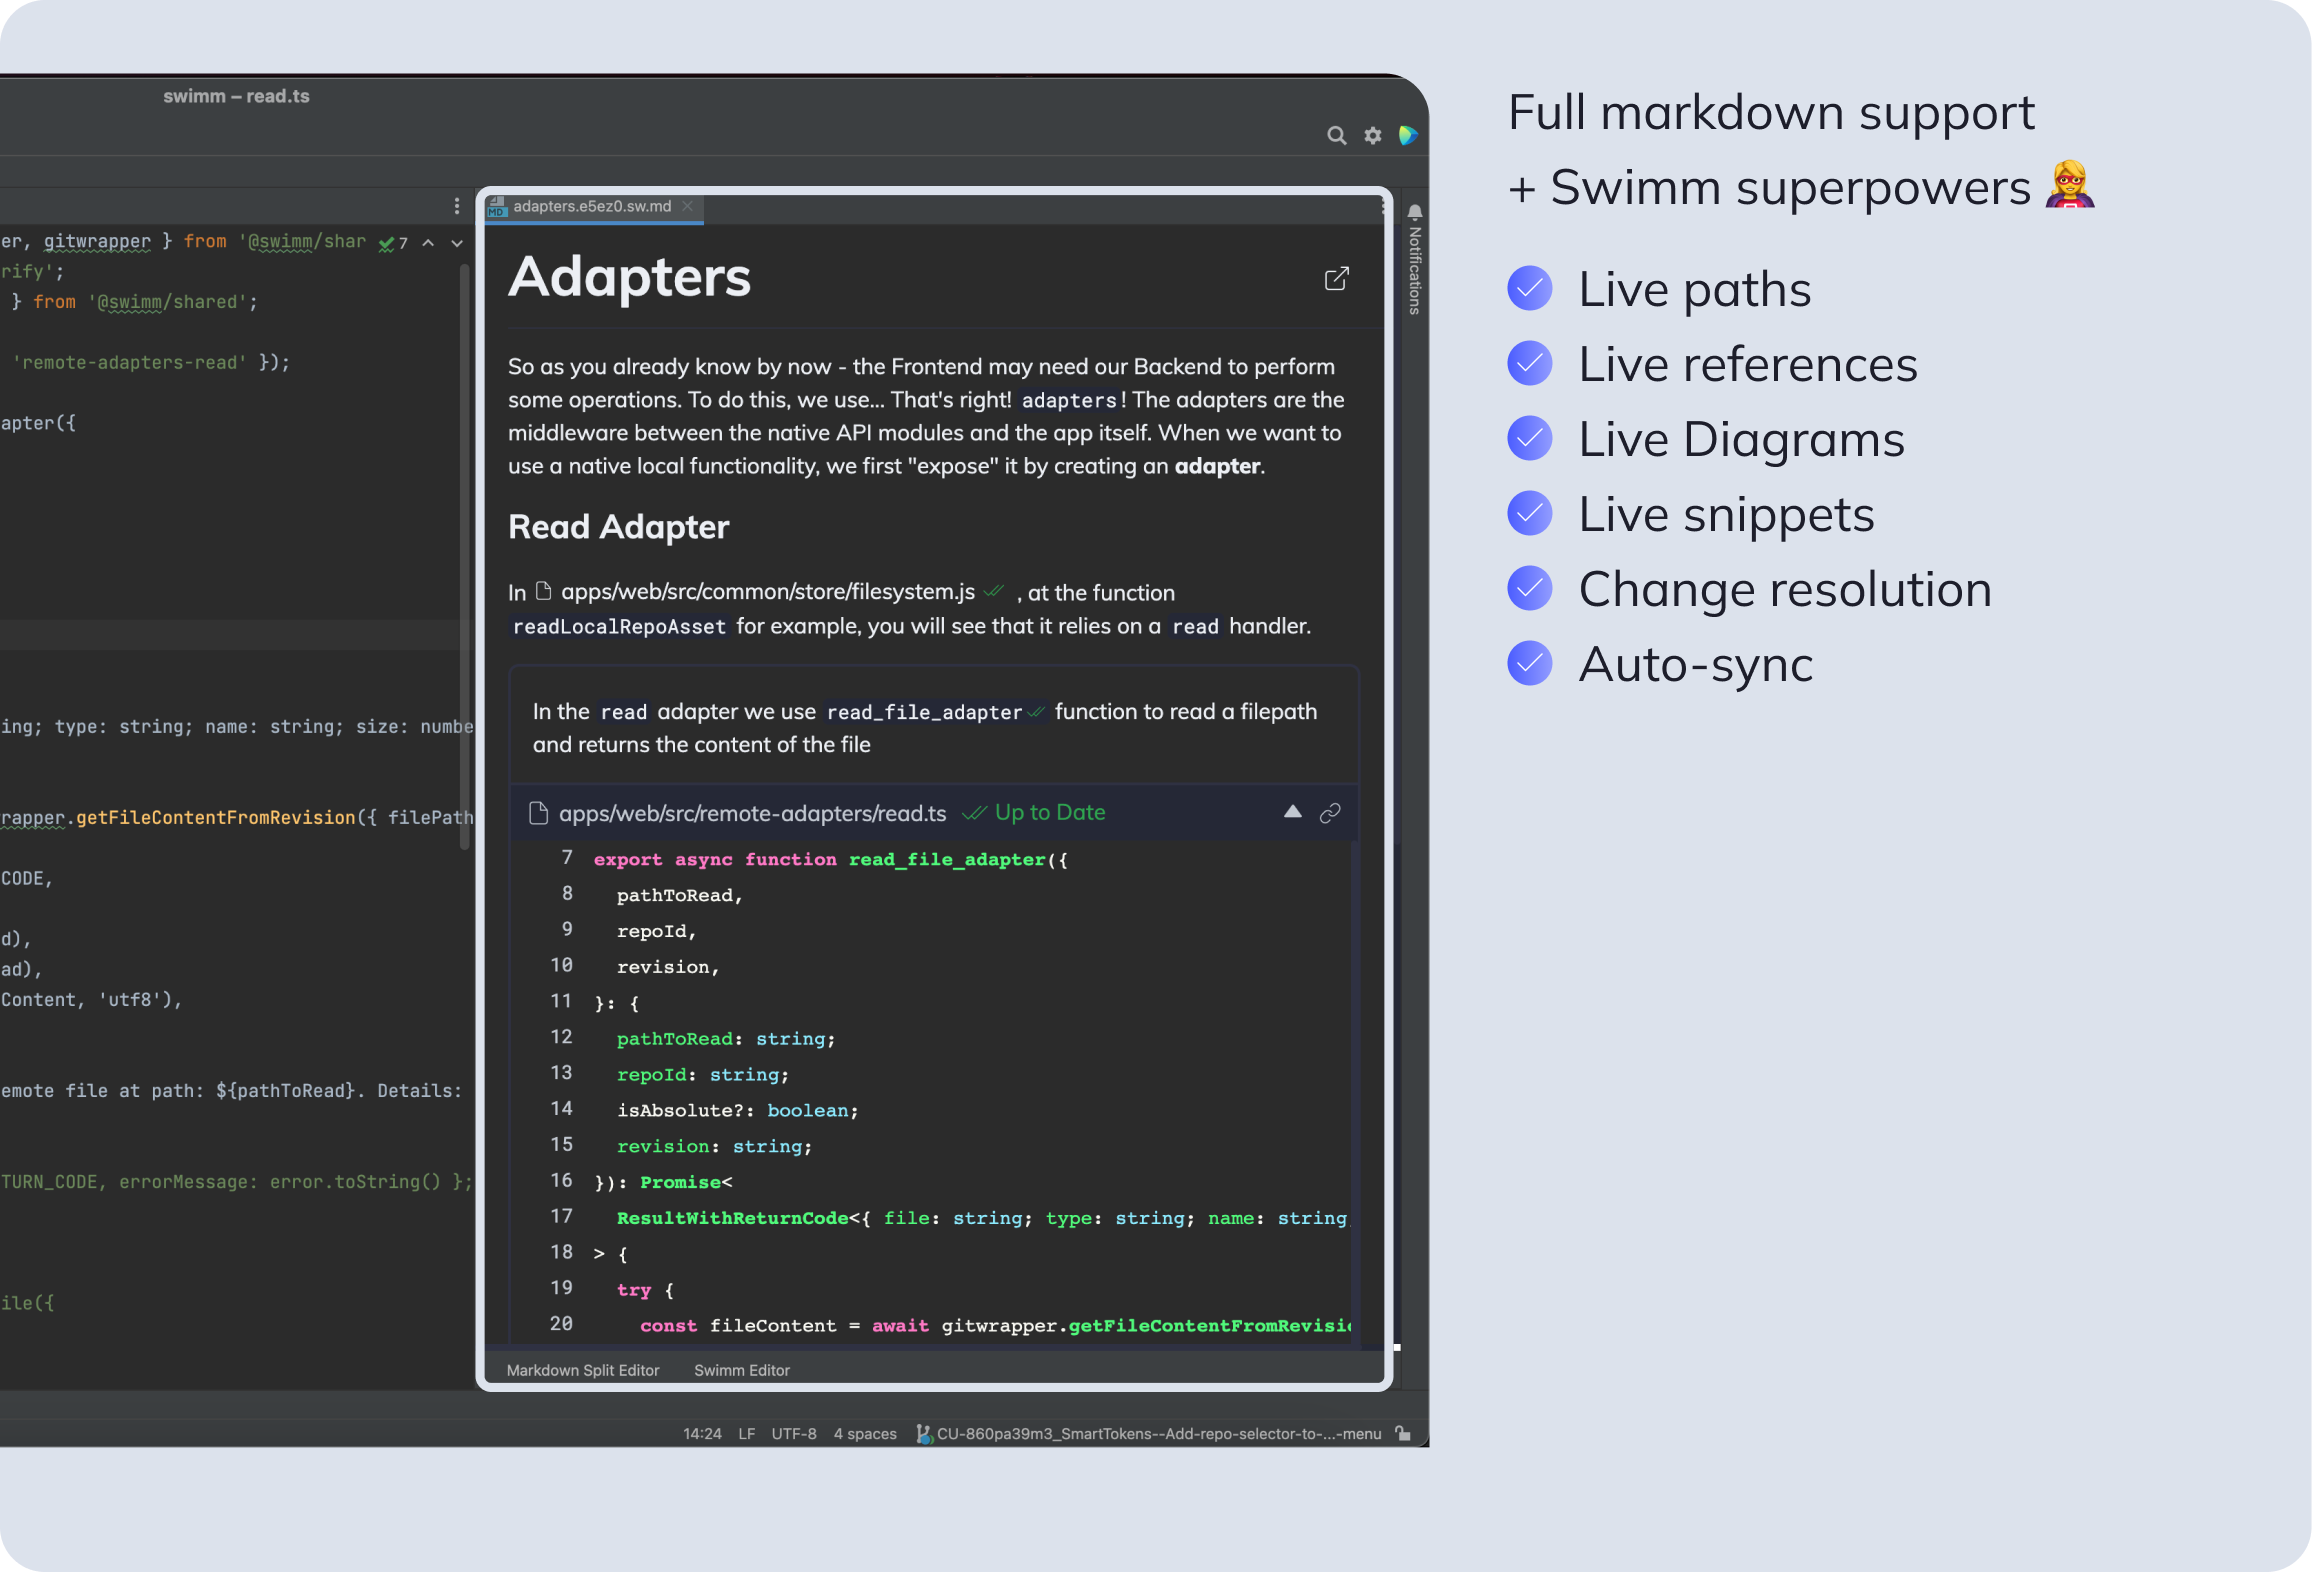 swimm – read.ts
er, gitwrapper } from '@swimm/shar 7
rify';
} from '@swimm/shared';
'remote-adapters-read' });
apter({
ing; type: string; name: string; size: numbe
rapper.getFileContentFromRevision({ filePath
CODE,
d),
ad),
Content, 'utf8'),
emote file at path: ${pathToRead}. Details:
TURN_CODE, errorMessage: error.toString() };
ile({
MD adapters.e5ez0.sw.md
Adapters
So as you already know by now - the Frontend may need our Backend to perform
some operations. To do this, we use... That's right! adapters! The adapters are the
middleware between the native API modules and the app itself. When we want to
use a native local functionality, we first "expose" it by creating an adapter.
Read Adapter
In apps/web/src/common/store/filesystem.js , at the function
readLocalRepoAsset for example, you will see that it relies on a read handler.
In the read adapter we use read_file_adapter function to read a filepath
and returns the content of the file
apps/web/src/remote-adapters/read.ts Up to Date
7 export async function read_file_adapter({
8 pathToRead,
9 repoId,
10 revision,
11 }: {
12 pathToRead: string;
13 repoId: string;
14 isAbsolute?: boolean;
15 revision: string;
16 }): Promise<
17 ResultWithReturnCode<{ file: string; type: string; name: string
18 > {
19 try {
20 const fileContent = await gitwrapper.getFileContentFromRevisi
Markdown Split Editor Swimm Editor
Notifications
14:24 LF UTF-8 4 spaces CU-860pa39m3_SmartTokens--Add-repo-selector-to-...-menu
Full markdown support
+ Swimm superpowers
Live paths
Live references
Live Diagrams
Live snippets
Change resolution
Auto-sync